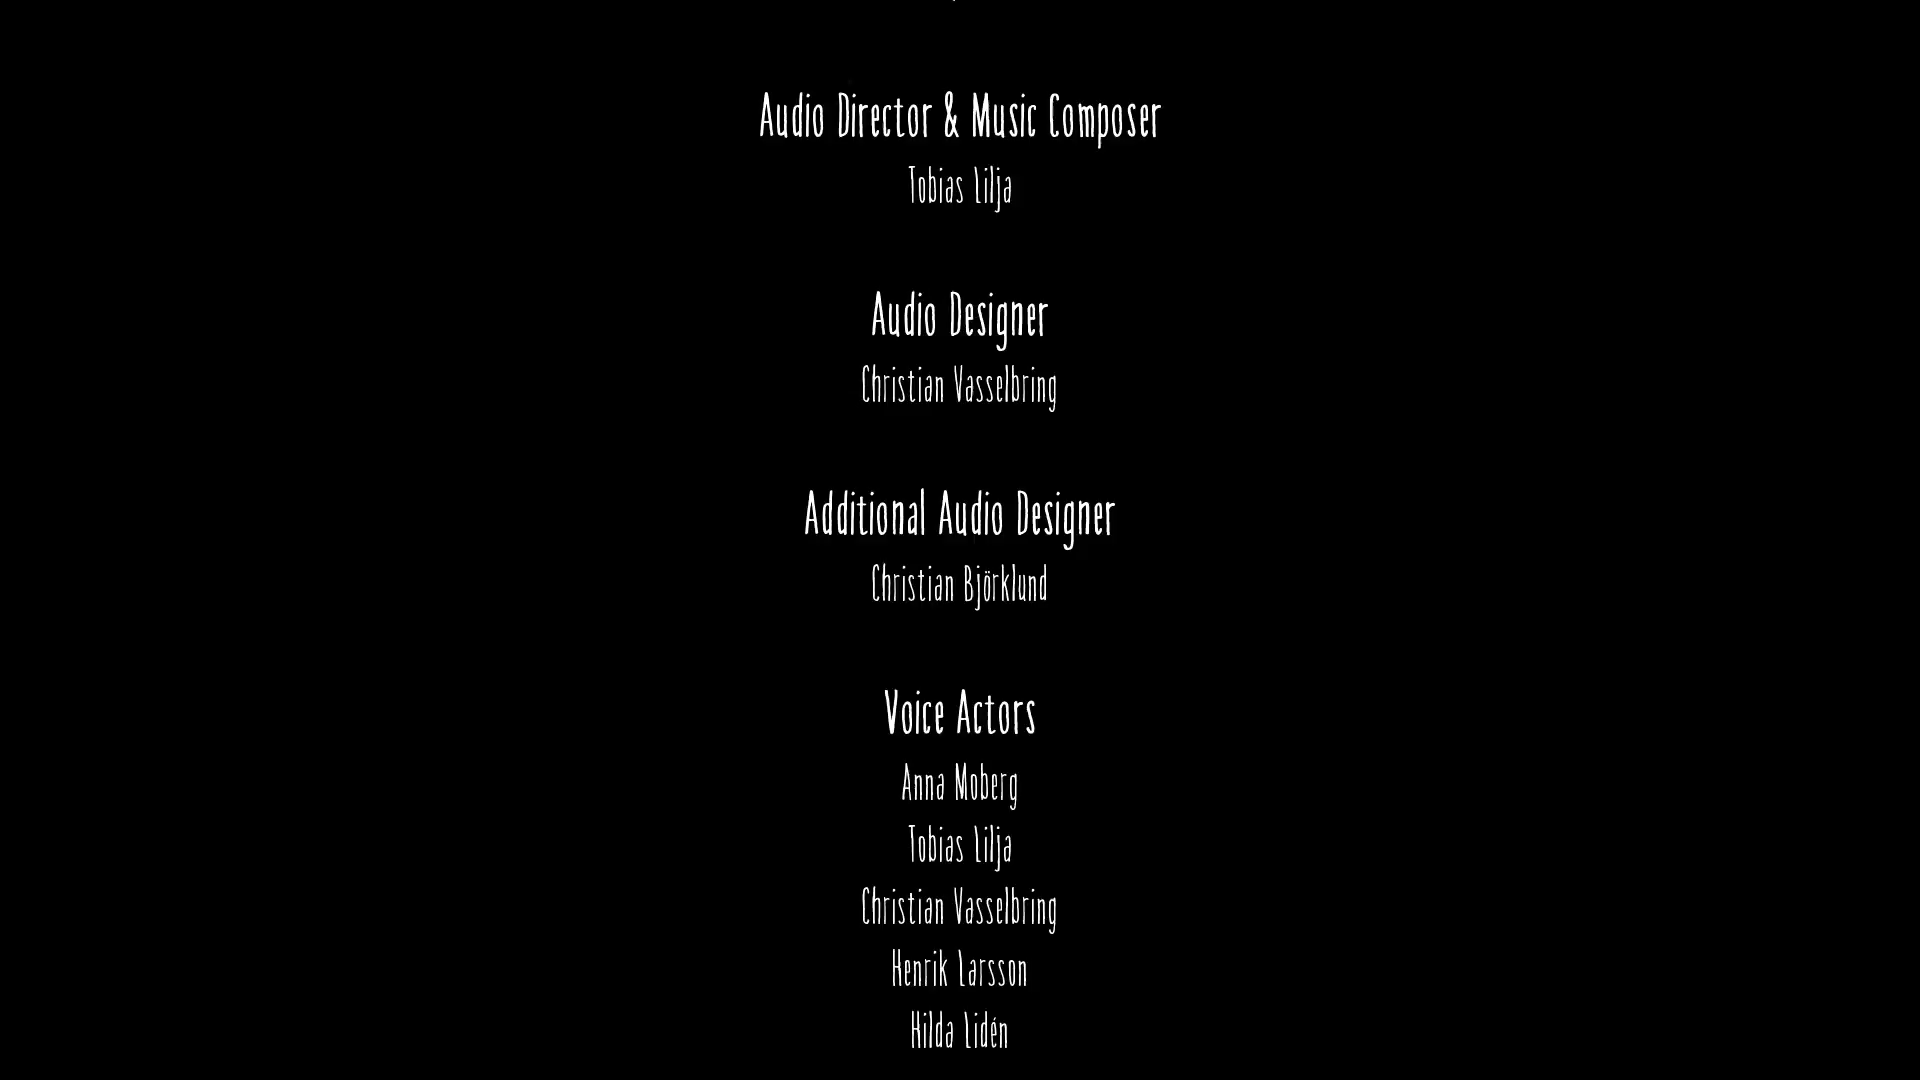 Audio Director & Music Composer
Tobias Lilja
Audio Designer
Christian Vasselbring
Additional Audio Designer
Christian Björklund
Voice Actors
Anna Moberg
Tobias Lilja
Christian Vasselbring
Henrik Larsson
Hilda Lidén